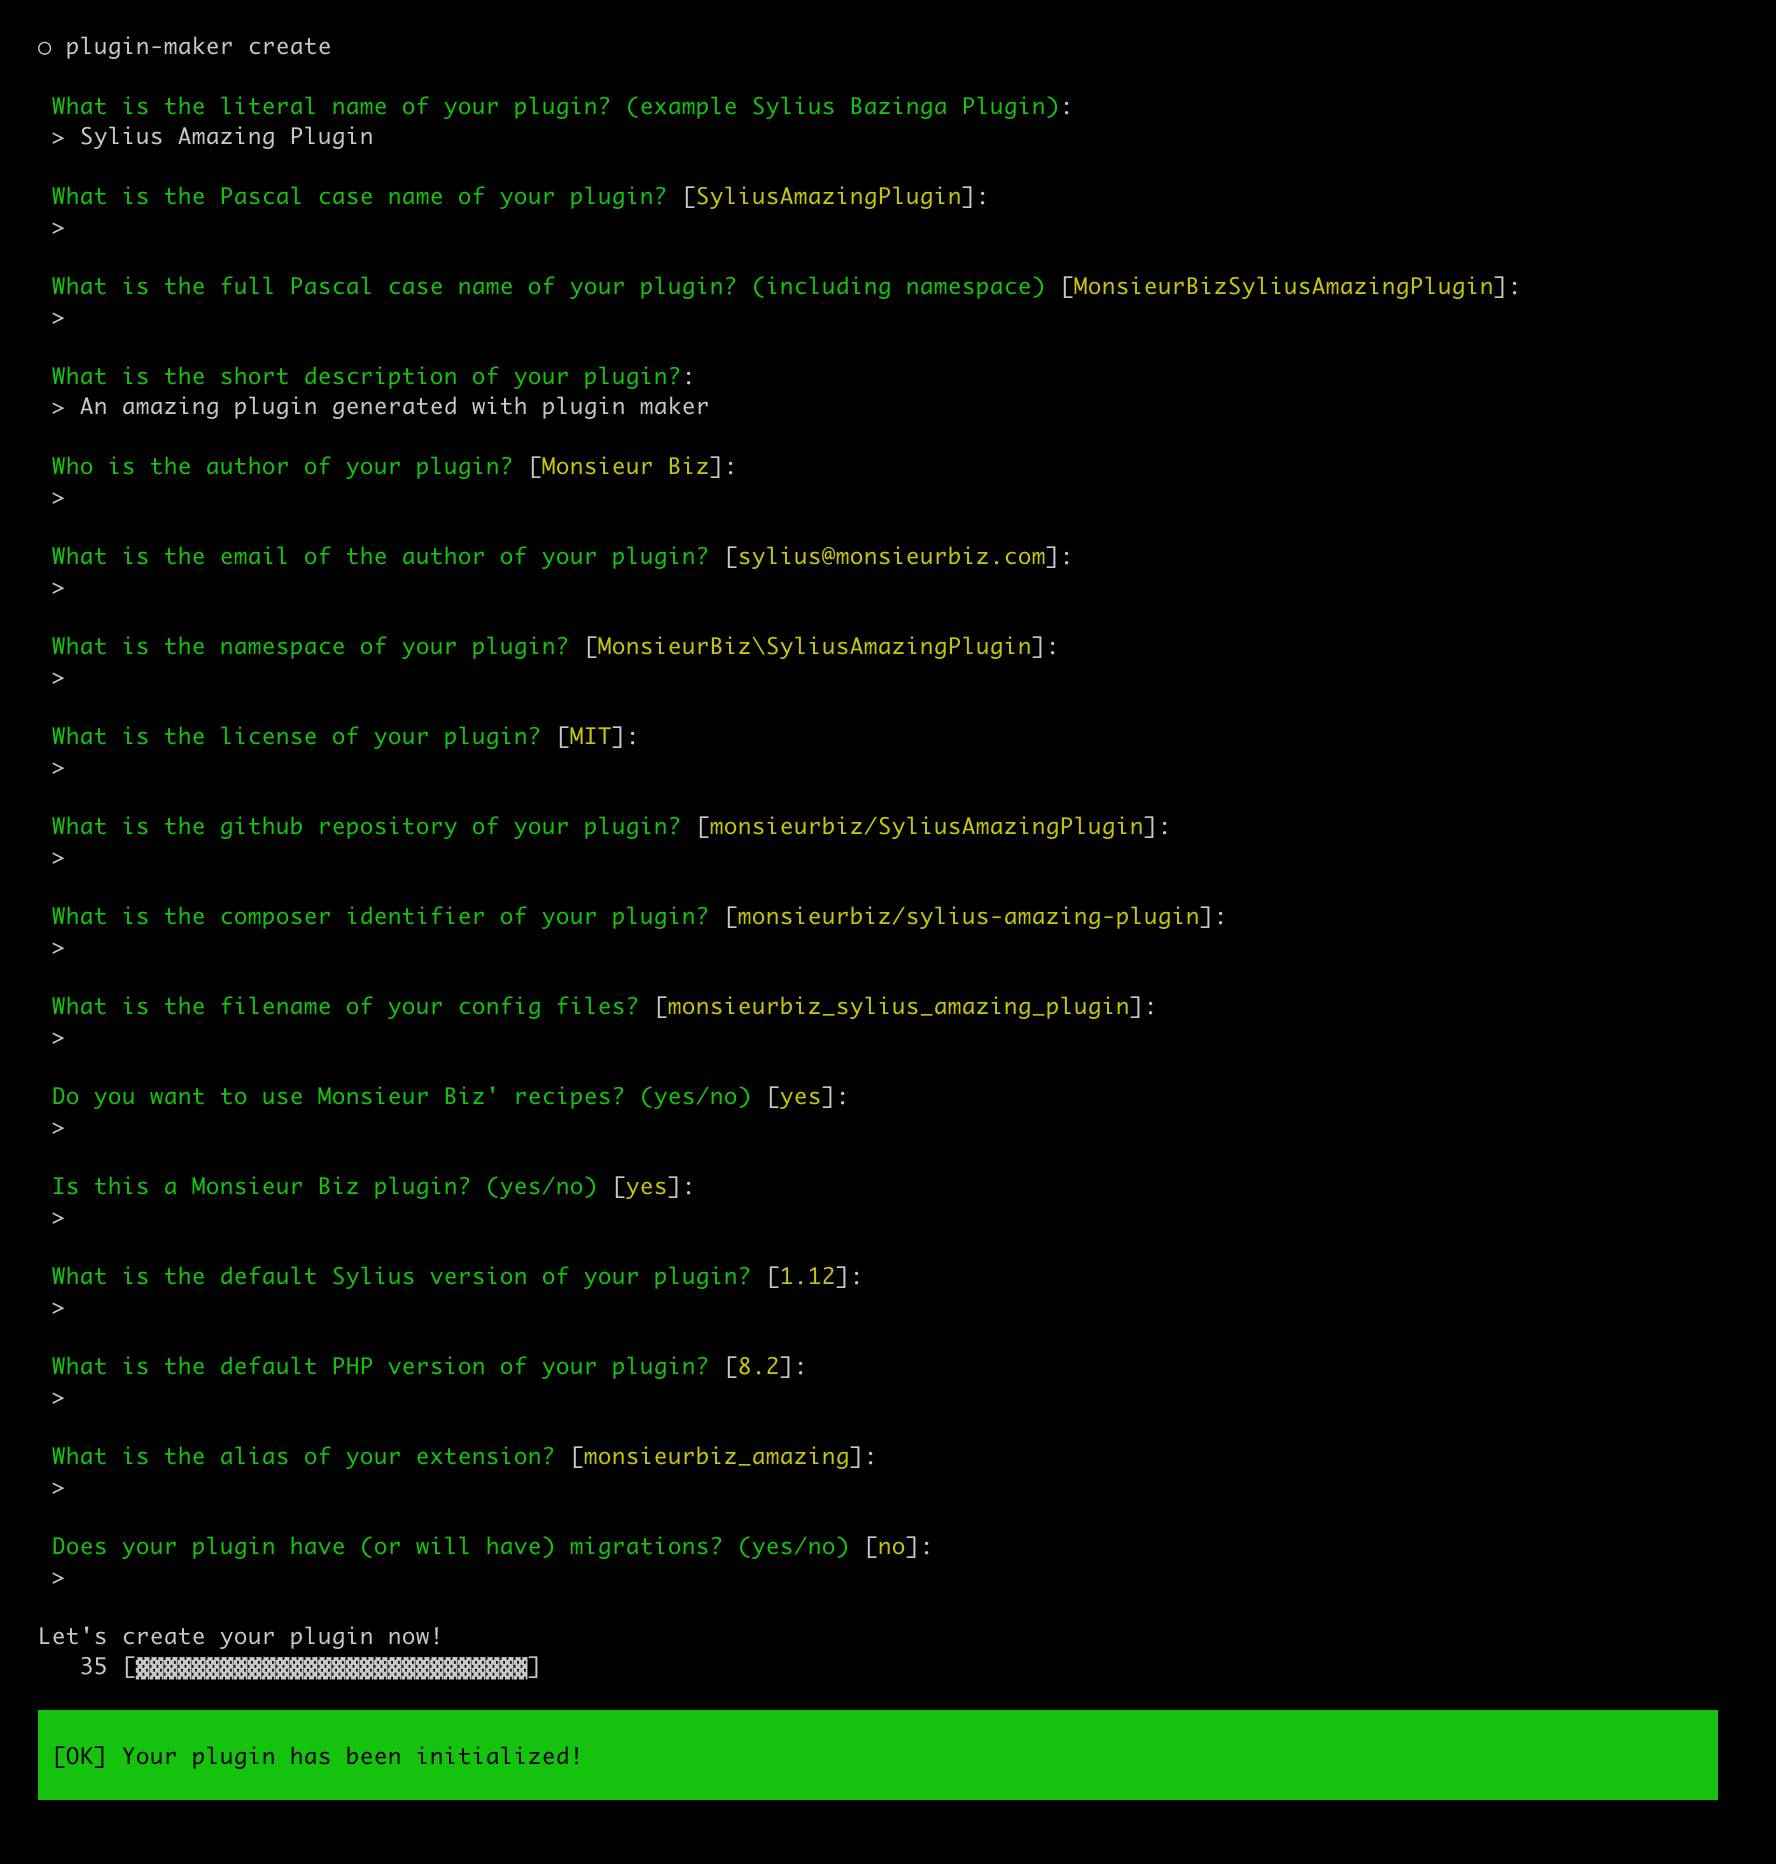 ○ plugin-maker create
What is the literal name of your plugin? (example Sylius Bazinga Plugin):
> Sylius Amazing Plugin
What is the Pascal case name of your plugin? [SyliusAmazingPlugin]:
>
What is the full Pascal case name of your plugin? (including namespace) [MonsieurBizSyliusAmazingPlugin]:
>
What is the short description of your plugin?:
> An amazing plugin generated with plugin maker
Who is the author of your plugin? [Monsieur Biz]:
>
What is the email of the author of your plugin? [sylius@monsieurbiz.com]:
>
What is the namespace of your plugin? [MonsieurBiz\SyliusAmazingPlugin]:
>
What is the license of your plugin? [MIT]:
>
What is the github repository of your plugin? [monsieurbiz/SyliusAmazingPlugin]:
>
What is the composer identifier of your plugin? [monsieurbiz/sylius-amazing-plugin]:
>
What is the filename of your config files? [monsieurbiz_sylius_amazing_plugin]:
>
Do you want to use Monsieur Biz' recipes? (yes/no) [yes]:
>
Is this a Monsieur Biz plugin? (yes/no) [yes]:
>
What is the default Sylius version of your plugin? [1.12]:
>
What is the default PHP version of your plugin? [8.2]:
>
What is the alias of your extension? [monsieurbiz_amazing]:
>
Does your plugin have (or will have) migrations? (yes/no) [no]:
>
Let's create your plugin now!
35 [▓▓▓▓▓▓▓▓▓▓▓▓▓▓▓▓▓▓▓▓▓▓▓▓▓▓▓▓]
[OK] Your plugin has been initialized!